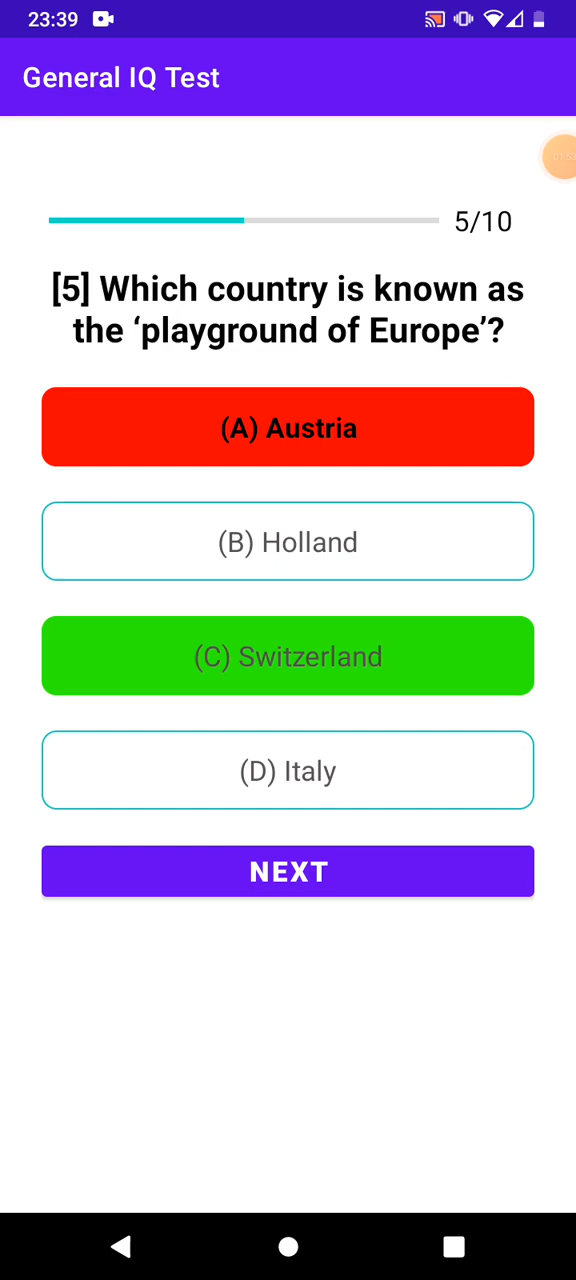 23:39
General IQ Test
5/10
[5] Which country is known as
the ‘playground of Europe’?
(A) Austria
(B) Holland
(C) Switzerland
(D) Italy
NEXT